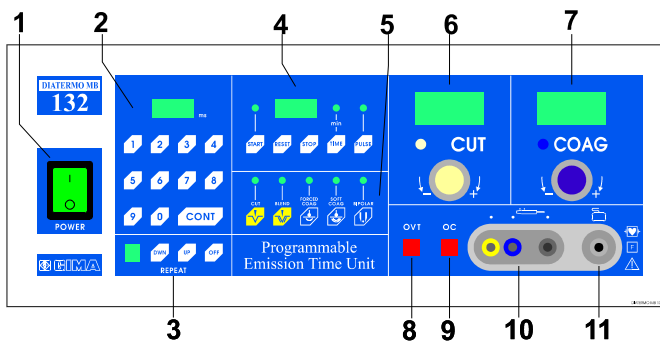 1
2
4
5
6
7
DIATERMO MB
132
POWER
GIMA
ms
1 2 3 4
5 6 7 8
9 0 CONT
DWN UP OFF
REPEAT
min
START RESET STOP TIME PULSE
CUT BLEND FORCED COAG SOFT COAG BIPOLAR
Programmable
Emission Time Unit
CUT
- +
COAG
- +
OVT OC
F
3
8
9
10
11